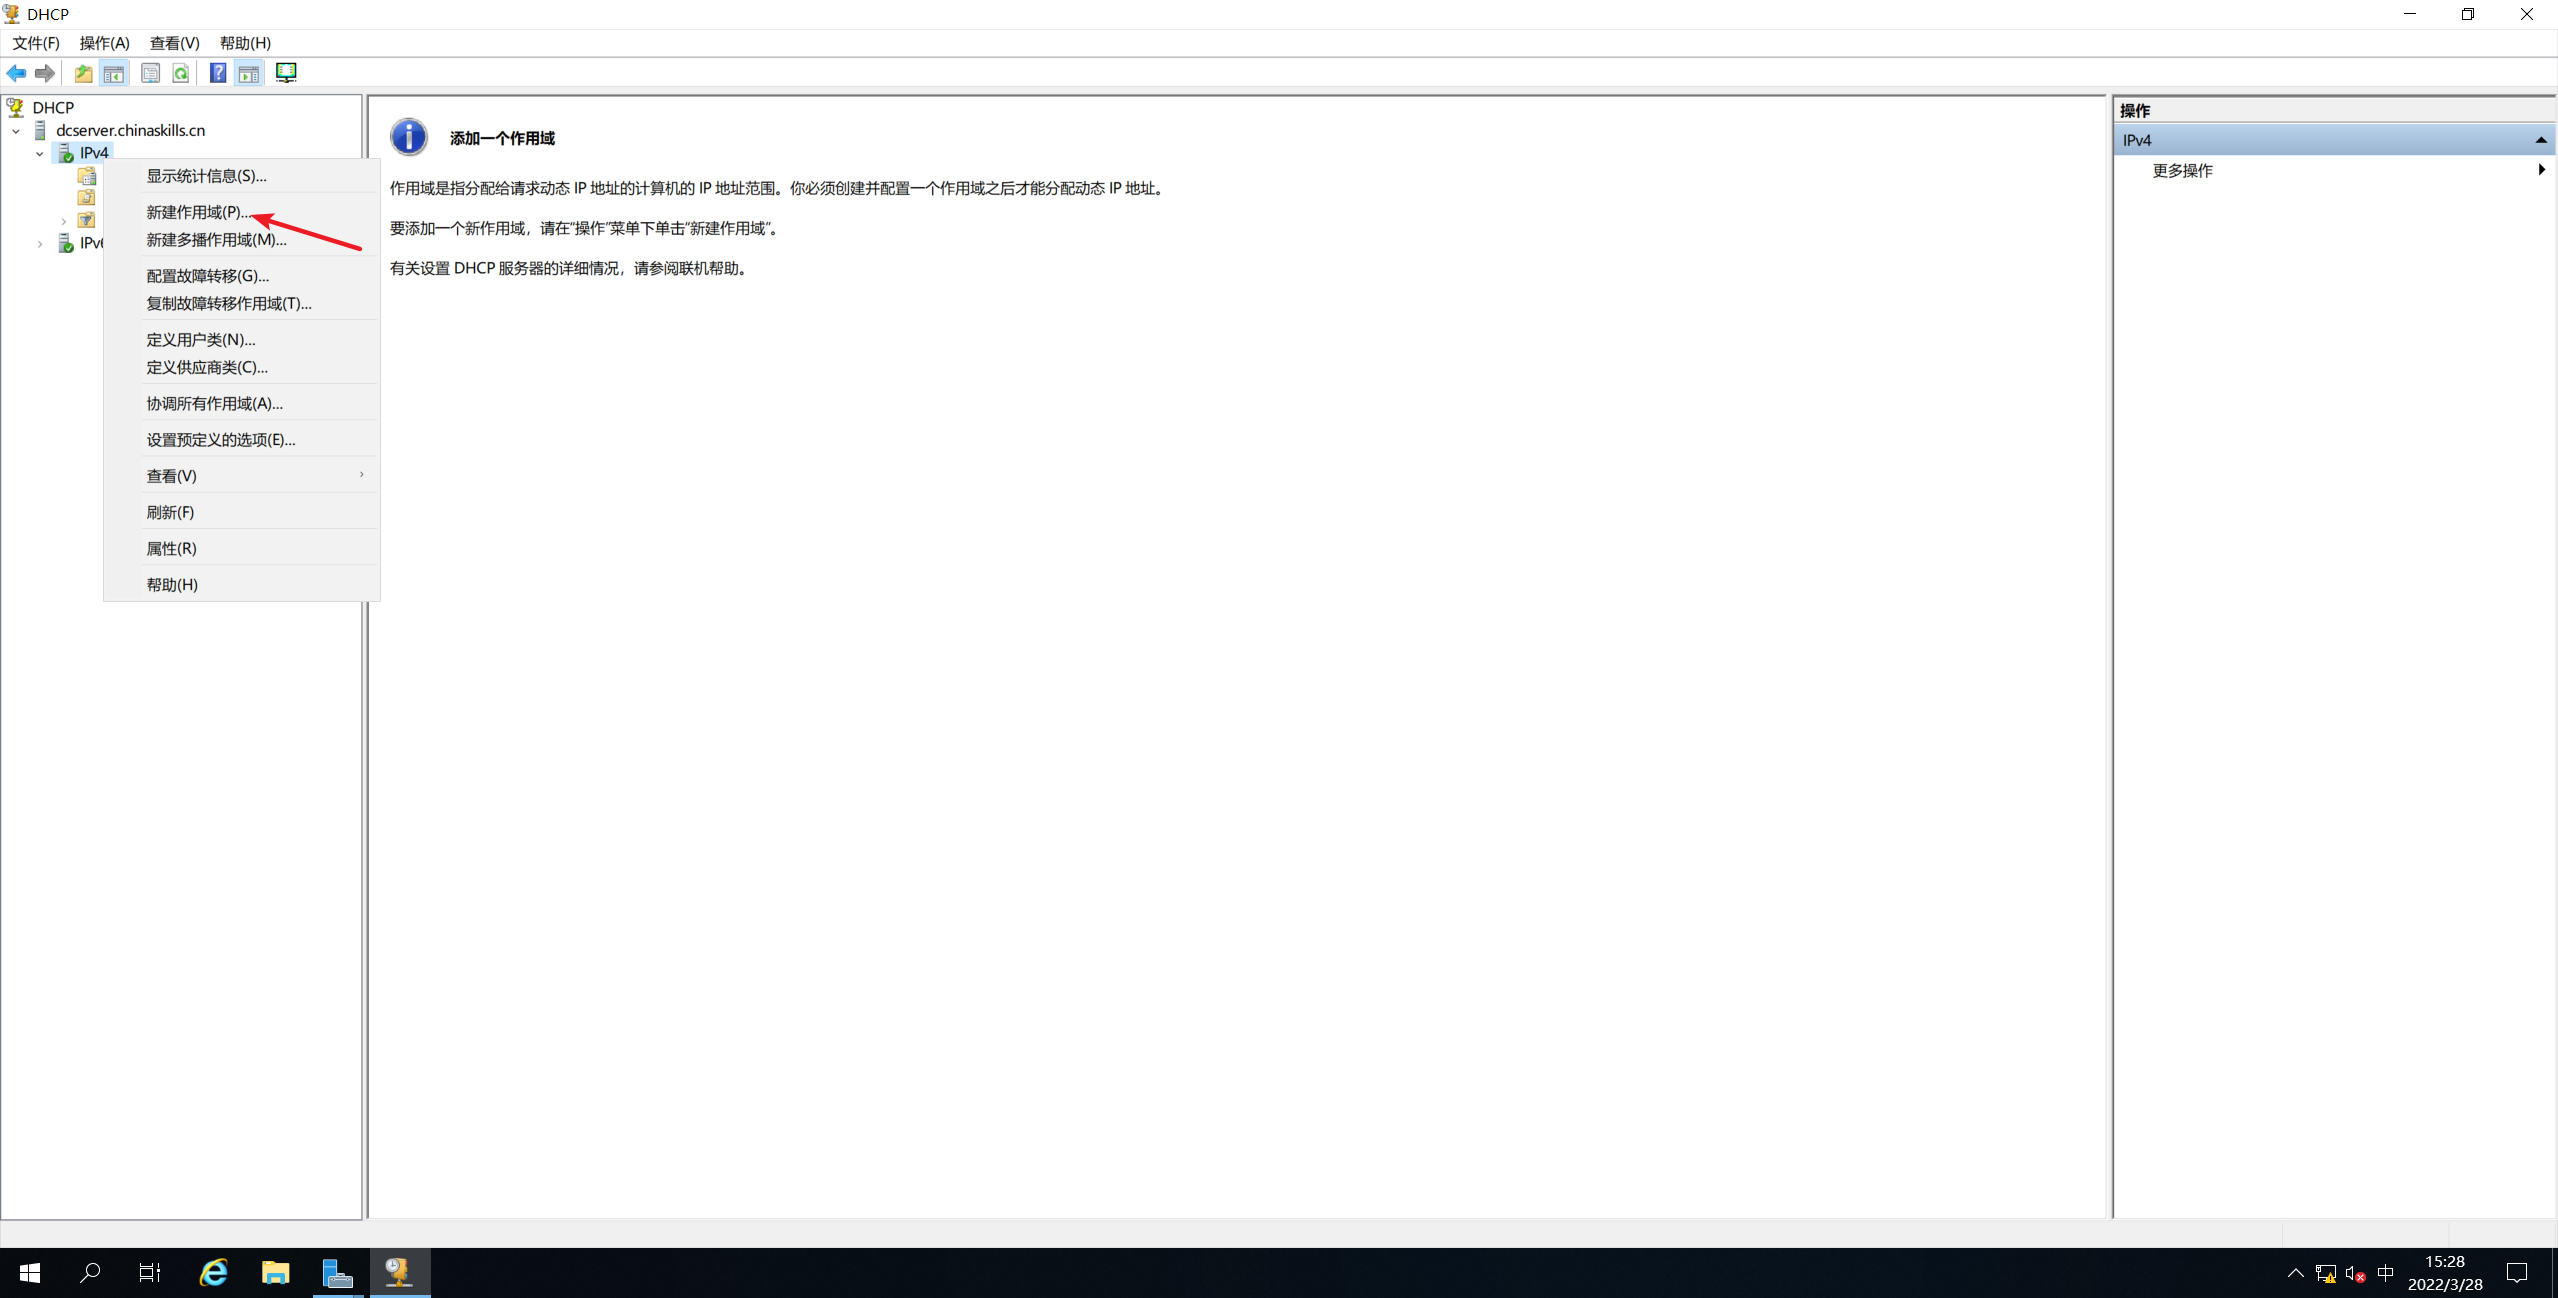 DHCP
文件(F) 操作(A) 查看(V) 帮助(H)
DHCP
dcserver.chinaskills.cn
IPv4
IPv6
显示统计信息(S)...
新建作用域(P)...
新建多播作用域(M)...
配置故障转移(G)...
复制故障转移作用域(T)...
定义用户类(N)...
定义供应商类(C)...
协调所有作用域(A)...
设置预定义的选项(E)...
查看(V)
刷新(F)
属性(R)
帮助(H)
添加一个作用域
作用域是指分配给请求动态 IP 地址的计算机的 IP 地址范围。你必须创建并配置一个作用域之后才能分配动态 IP 地址。
要添加一个新作用域，请在"操作"菜单下单击"新建作用域"。
有关设置 DHCP 服务器的详细情况，请参阅联机帮助。
操作
IPv4
更多操作
中
15:28
2022/3/28